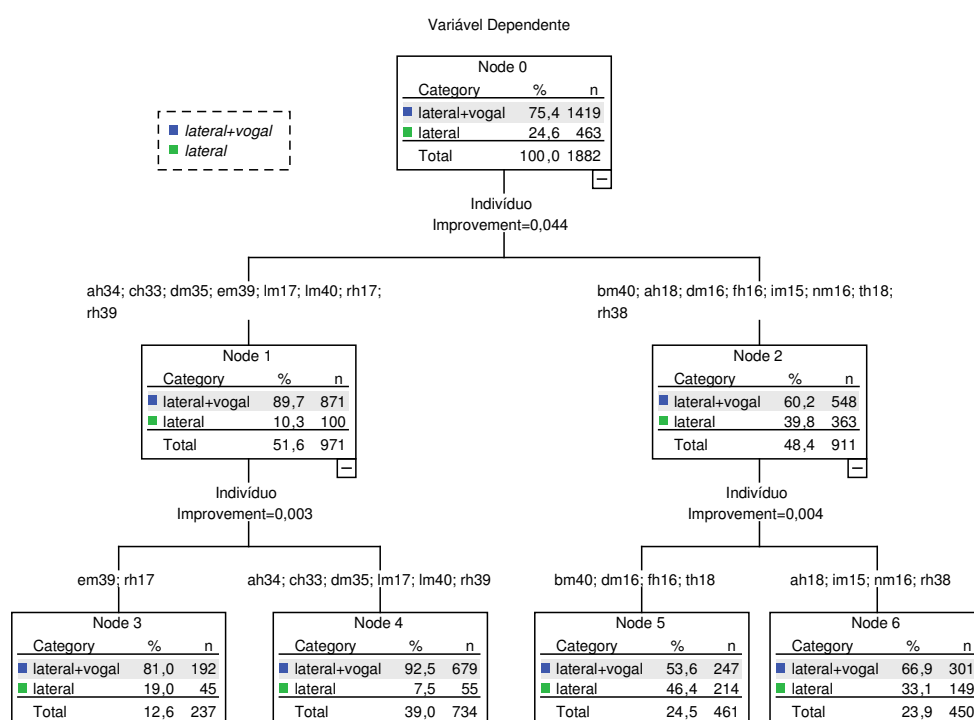 Variável Dependente
Node 0
Category % n
lateral+vogal 75,4 1419
lateral 24,6 463
Total 100,0 1882
lateral+vogal
lateral
Indivíduo
Improvement=0,044
ah34; ch33; dm35; em39; lm17; lm40; rh17;
rh39
bm40; ah18; dm16; fh16; im15; nm16; th18;
rh38
Node 1
Category % n
lateral+vogal 89,7 871
lateral 10,3 100
Total 51,6 971
Node 2
Category % n
lateral+vogal 60,2 548
lateral 39,8 363
Total 48,4 911
Indivíduo
Improvement=0,003
Indivíduo
Improvement=0,004
em39; rh17
ah34; ch33; dm35; lm17; lm40; rh39
bm40; dm16; fh16; th18
ah18; im15; nm16; rh38
Node 3
Category % n
lateral+vogal 81,0 192
lateral 19,0 45
Total 12,6 237
Node 4
Category % n
lateral+vogal 92,5 679
lateral 7,5 55
Total 39,0 734
Node 5
Category % n
lateral+vogal 53,6 247
lateral 46,4 214
Total 24,5 461
Node 6
Category % n
lateral+vogal 66,9 301
lateral 33,1 149
Total 23,9 450